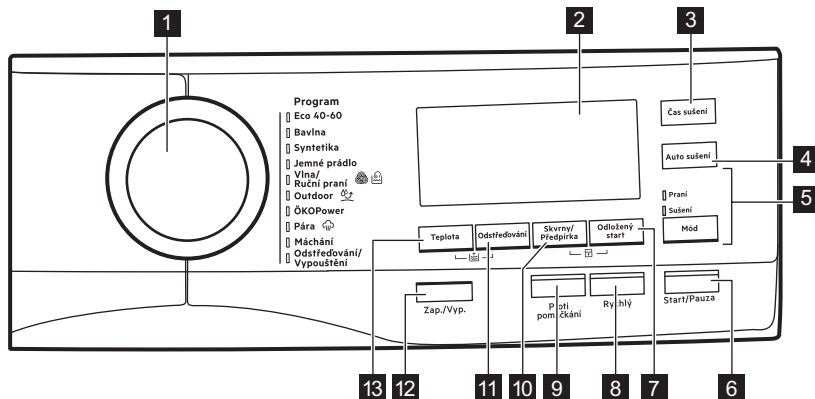 1
2
3
Program
Eco 40-60
Bavlna
Syntetika
Jemné prádlo
Vlna/
Ruční praní
Outdoor
ÖKOPower
Pára
Máchání
Odstřeďování/
Vypouštění
Čas sušení
Auto sušení
4
5
Praní
Sušení
Mód
Teplota
Odstřeďování
Skvrny/
Předpírka
Odložený
start
Zap./Vyp.
Proti
pomačkání
Rychlý
Start/Pauza
13
12
11
10
9
8
7
6